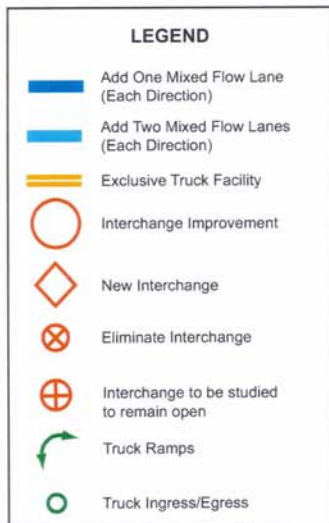 LEGEND
Add One Mixed Flow Lane
(Each Direction)
Add Two Mixed Flow Lanes
(Each Direction)
Exclusive Truck Facility
Interchange Improvement
New Interchange
Eliminate Interchange
Interchange to be studied
to remain open
Truck Ramps
Truck Ingress/Egress